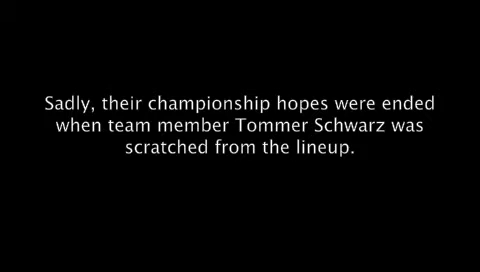 Sadly, their championship hopes were ended
when team member Tommer Schwarz was
scratched from the lineup.